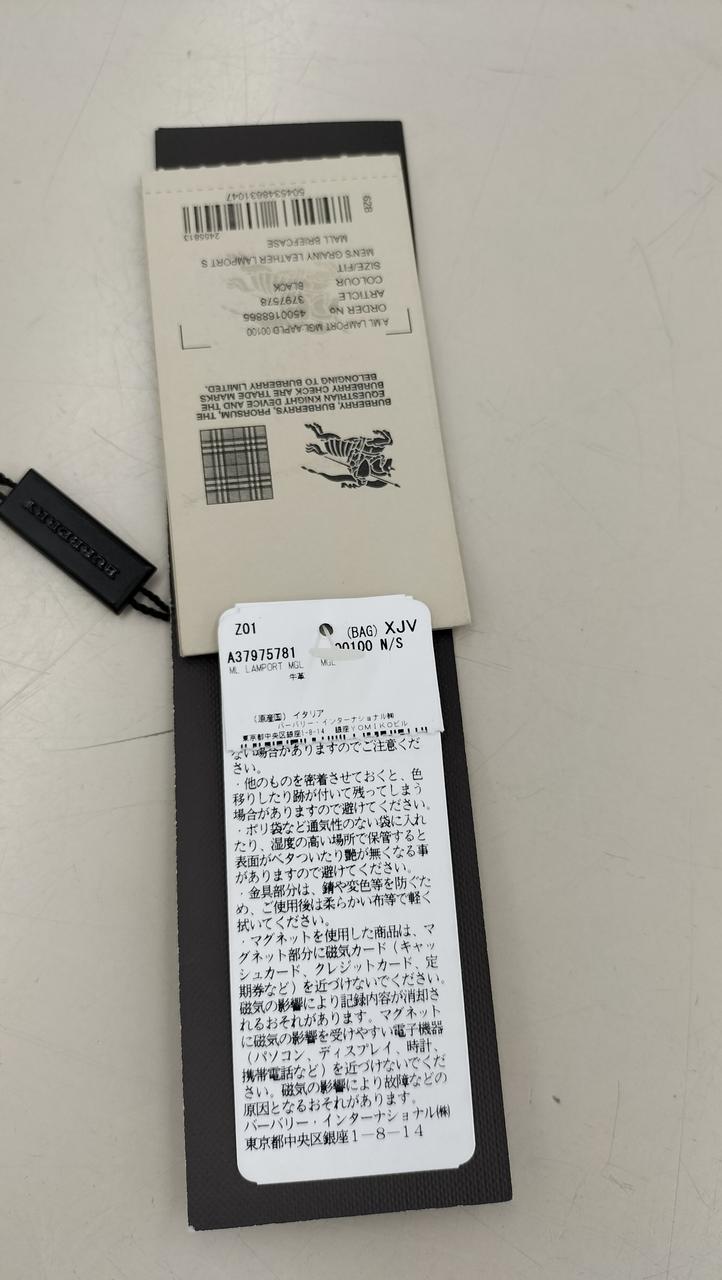 A.ML LAMPORT MGL:AAPLD 00100
ORDER No 4500168865
ARTICLE 3797578
COLOUR BLACK
SIZE/FIT
MEN'S GRAINY LEATHER LAMPORT S
MALL BRIEFCASE
2455813
628
5045348631047
BURBERRY, BURBERRYS, PRORSUM, THE
EQUESTRIAN KNIGHT DEVICE AND THE
BURBERRY CHECK ARE TRADE MARKS
BELONGING TO BURBERRY LIMITED.
BURBERRY
Z01 (BAG) XJV
A37975781 00100 N/S
ML LAMPORT MGL MGL
牛革
(原産国) イタリア
バーバリー・インターナショナル㈱
東京都中央区銀座1-8-14 銀座YOMIKOビル
ない場合がありますのでご注意くだ
さい。
・他のものを密着させておくと、色
移りしたり跡が付いて残ってしまう
場合がありますので避けてください。
・ポリ袋など通気性のない袋に入れ
たり、湿度の高い場所で保管すると
表面がベタついたり艶が無くなる事
がありますので避けてください。
・金具部分は、錆や変色等を防ぐた
め、ご使用後は柔らかい布等で軽く
拭いてください。
・マグネットを使用した商品は、マ
グネット部分に磁気カード（キャッ
シュカード、クレジットカード、定
期券など）を近づけないでください。
磁気の影響により記録内容が消却さ
れるおそれがあります。マグネット
に磁気の影響を受けやすい電子機器
（パソコン、ディスプレイ、時計、
携帯電話など）を近づけないでくだ
さい。磁気の影響により故障などの
原因となるおそれがあります。
バーバリー・インターナショナル㈱
東京都中央区銀座１－８－１４